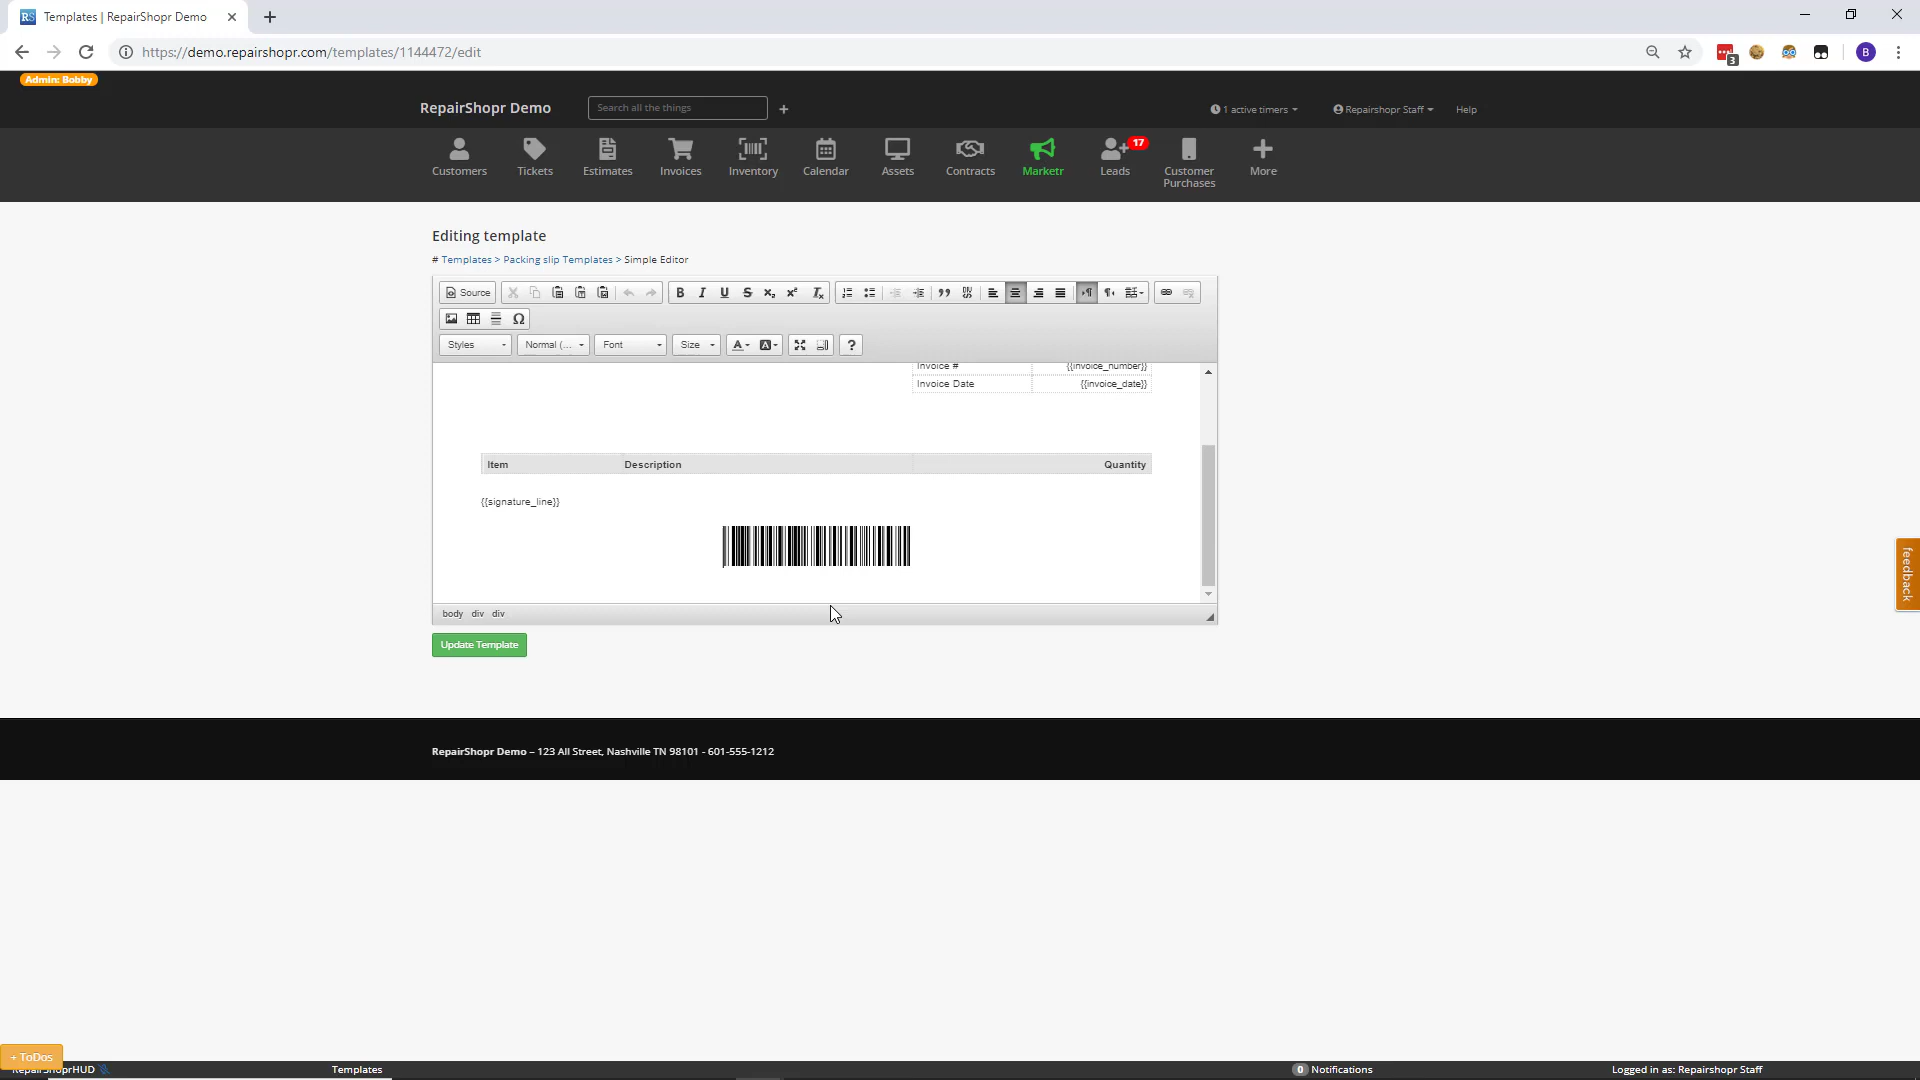 Templates | RepairShopr Demo
https://demo.repairshopr.com/templates/1144472/edit
3
B
Admin: Bobby
RepairShopr Demo
Search all the things
1 active timers
Repairshopr Staff
Help
Customers
Tickets
Estimates
Invoices
Inventory
Calendar
Assets
Contracts
Marketr
Leads
17
Customer
Purchases
More
Editing template
# Templates > Packing slip Templates > Simple Editor
Source
Styles
Normal (...
Font
Size
Invoice # {{invoice_number}}
Invoice Date {{invoice_date}}
Item Description Quantity
{{signature_line}}
body div div
Update Template
feedback
RepairShopr Demo – 123 All Street, Nashville TN 98101 - 601-555-1212
+ ToDos
RepairShoprHUD
Templates
0 Notifications
Logged in as: Repairshopr Staff